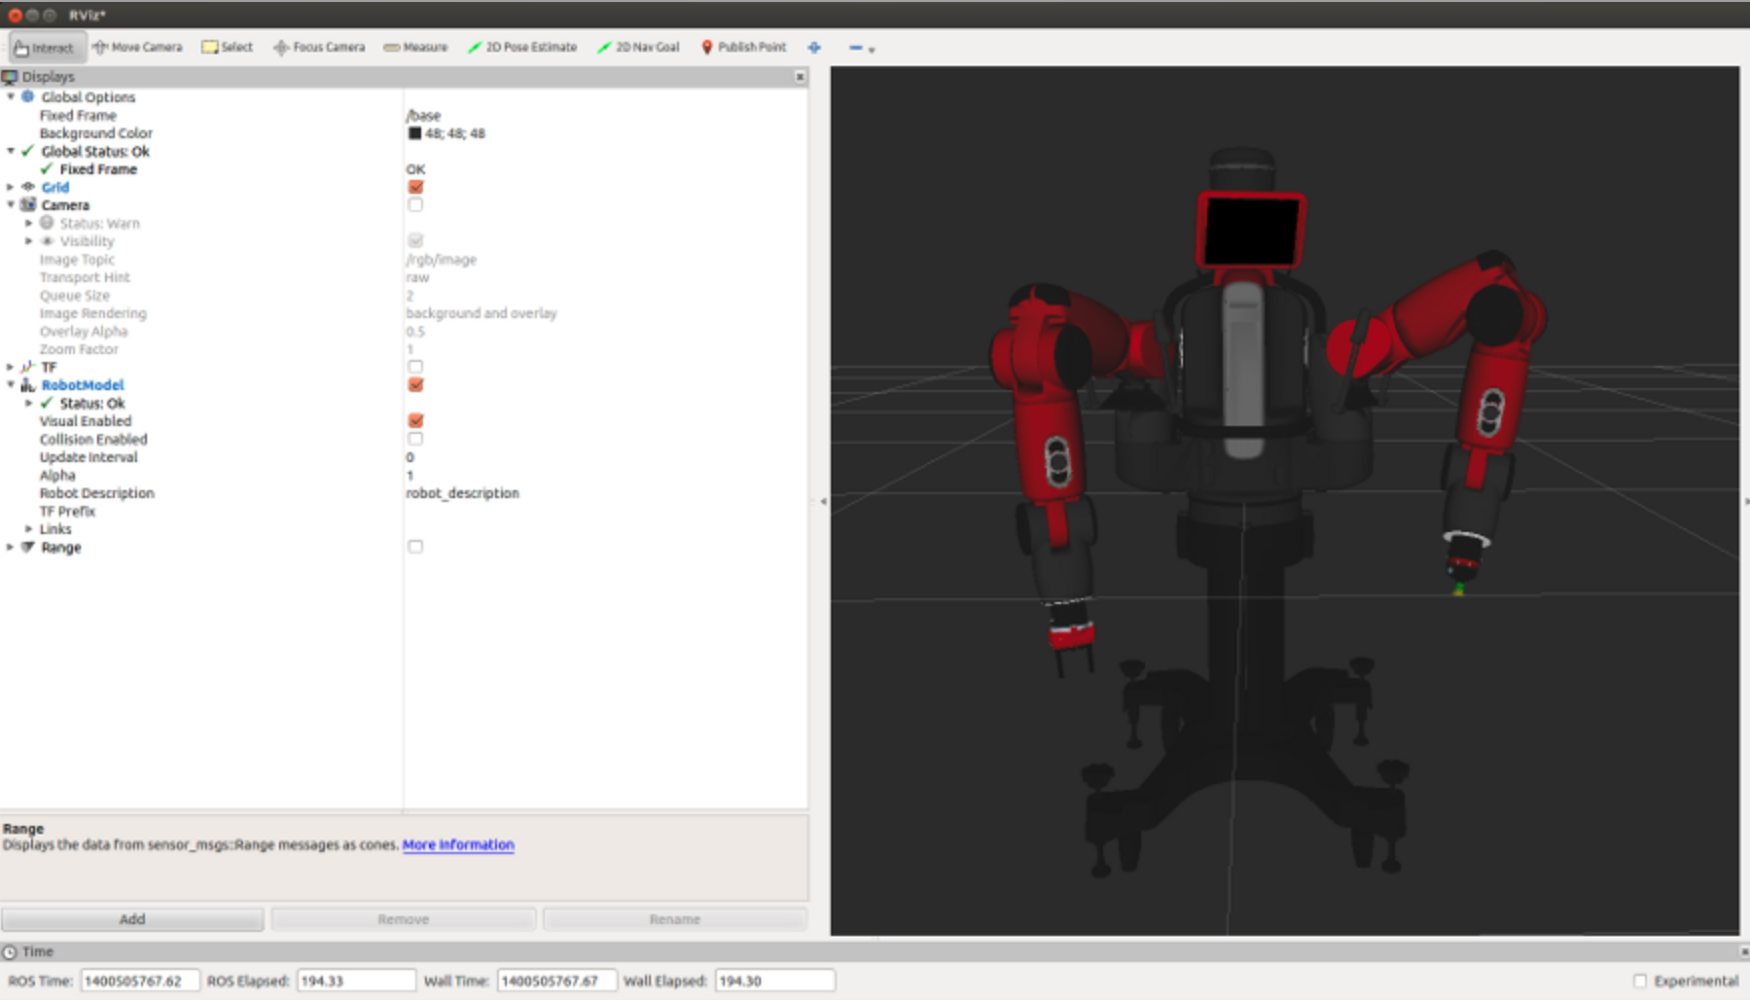 RViz*
Interact Move Camera Select Focus Camera Measure 2D Pose Estimate 2D Nav Goal Publish Point
Displays
Global Options
Fixed Frame /base
Background Color 48; 48; 48
Global Status: Ok
Fixed Frame OK
Grid
Camera
Status: Warn
Visibility
Image Topic /rgb/image
Transport Hint raw
Queue Size 2
Image Rendering background and overlay
Overlay Alpha 0.5
Zoom Factor 1
TF
RobotModel
Status: Ok
Visual Enabled
Collision Enabled
Update Interval 0
Alpha 1
Robot Description robot_description
TF Prefix
Links
Range
Range
Displays the data from sensor_msgs::Range messages as cones. More Information
Add Remove Rename
Time
ROS Time: 1400505767.62 ROS Elapsed: 194.33 Wall Time: 1400505767.67 Wall Elapsed: 194.30 Experimental